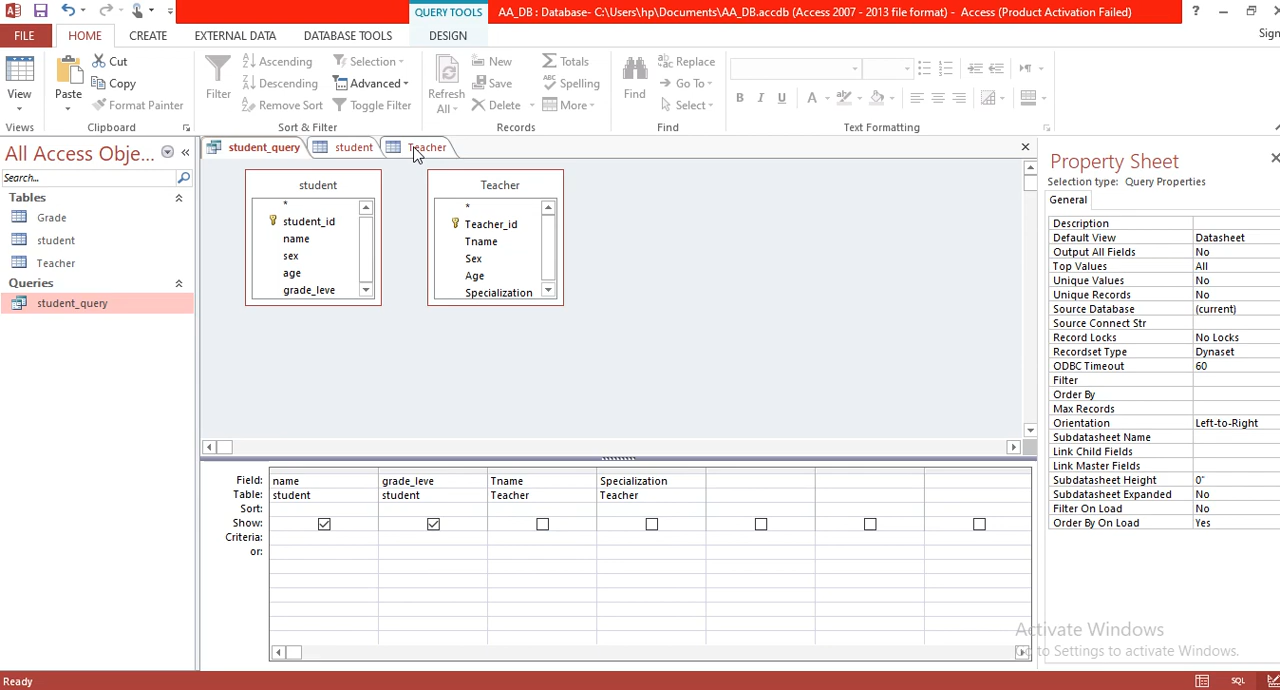 QUERY TOOLS
AA_DB : Database- C:\Users\hp\Documents\AA_DB.accdb (Access 2007 - 2013 file format) - Access (Product Activation Failed)
?
FILE
HOME
CREATE
EXTERNAL DATA
DATABASE TOOLS
DESIGN
Sign
View
Paste
Cut
Copy
Format Painter
Filter
Ascending
Descending
Remove Sort
Selection
Advanced
Toggle Filter
Refresh
All
New
Save
Delete
Totals
Spelling
More
Find
Replace
Go To
Select
B I U A
Views
Clipboard
Sort & Filter
Records
Find
Text Formatting
All Access Obje...
Search...
Tables
Grade
student
Teacher
Queries
student_query
student_query
student
Teacher
student
*
student_id
name
sex
age
grade_leve
Teacher
*
Teacher_id
Tname
Sex
Age
Specialization
Field: name grade_leve Tname Specialization
Table: student student Teacher Teacher
Sort:
Show:
Criteria:
or:
Property Sheet
Selection type: Query Properties
General
Description
Default View Datasheet
Output All Fields No
Top Values All
Unique Values No
Unique Records No
Source Database (current)
Source Connect Str
Record Locks No Locks
Recordset Type Dynaset
ODBC Timeout 60
Filter
Order By
Max Records
Orientation Left-to-Right
Subdatasheet Name
Link Child Fields
Link Master Fields
Subdatasheet Height 0"
Subdatasheet Expanded No
Filter On Load No
Order By On Load Yes
Activate Windows
to Settings to activate Windows.
Ready
SQL